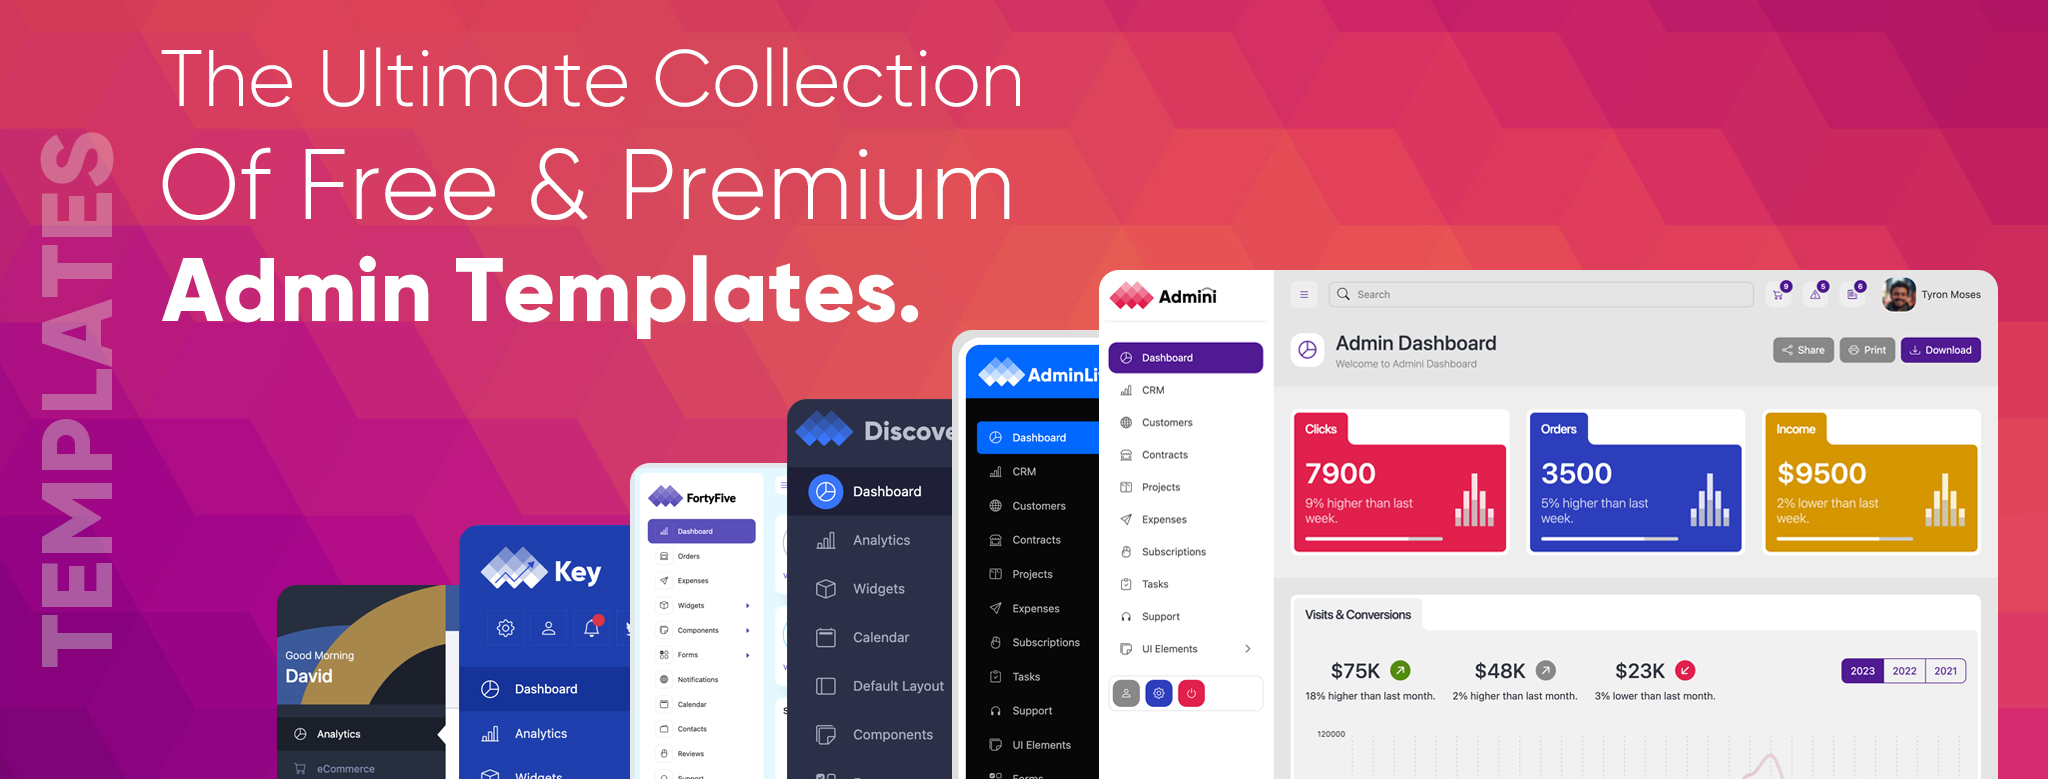 TEMPLATES
The Ultimate Collection
Of Free & Premium
Admin Templates.
Good Morning
David
Analytics
eCommerce
Key
Dashboard
Analytics
Widgets
FortyFive
Dashboard
Orders
Expenses
Widgets
Components
Forms
Notifications
Calendar
Contacts
Reviews
Support
Discove
Dashboard
Analytics
Widgets
Calendar
Default Layout
Components
AdminLi
Dashboard
CRM
Customers
Contracts
Projects
Expenses
Subscriptions
Tasks
Support
UI Elements
Forms
Admini
Dashboard
CRM
Customers
Contracts
Projects
Expenses
Subscriptions
Tasks
Support
UI Elements
Search
9
5
6
Tyron Moses
Admin Dashboard
Welcome to Admini Dashboard
Share
Print
Download
Clicks
7900
9% higher than last
week.
Orders
3500
5% higher than last
week.
Income
$9500
2% lower than last
week.
Visits & Conversions
$75K
18% higher than last month.
$48K
2% higher than last month.
$23K
3% lower than last month.
2023
2022
2021
120000